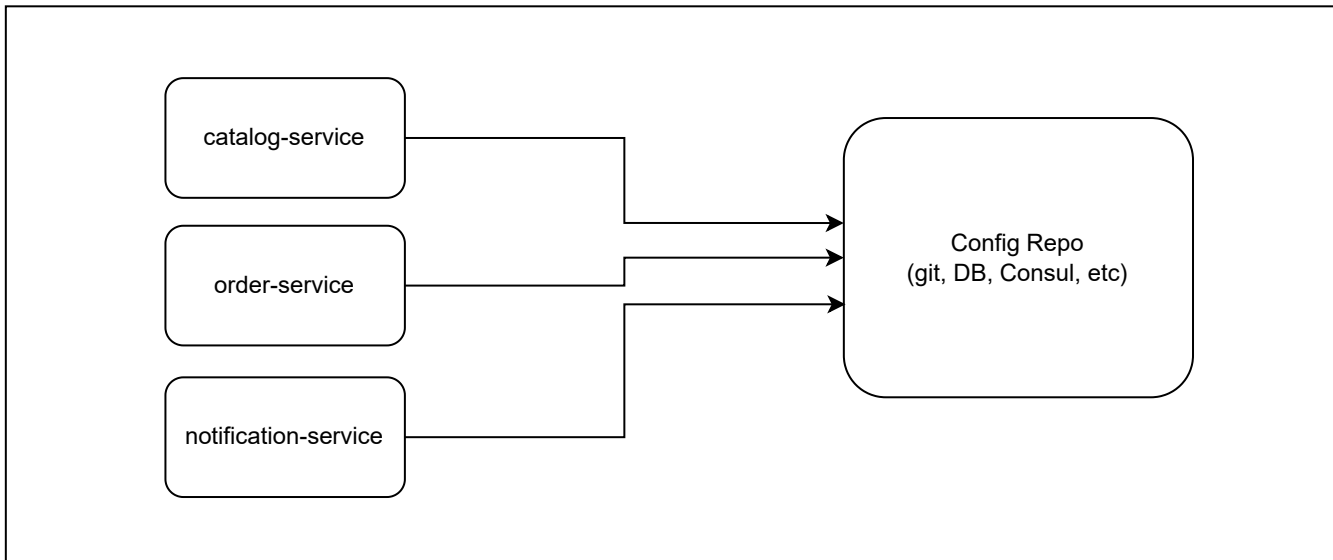 catalog-service
order-service
notification-service
Config Repo
(git, DB, Consul, etc)